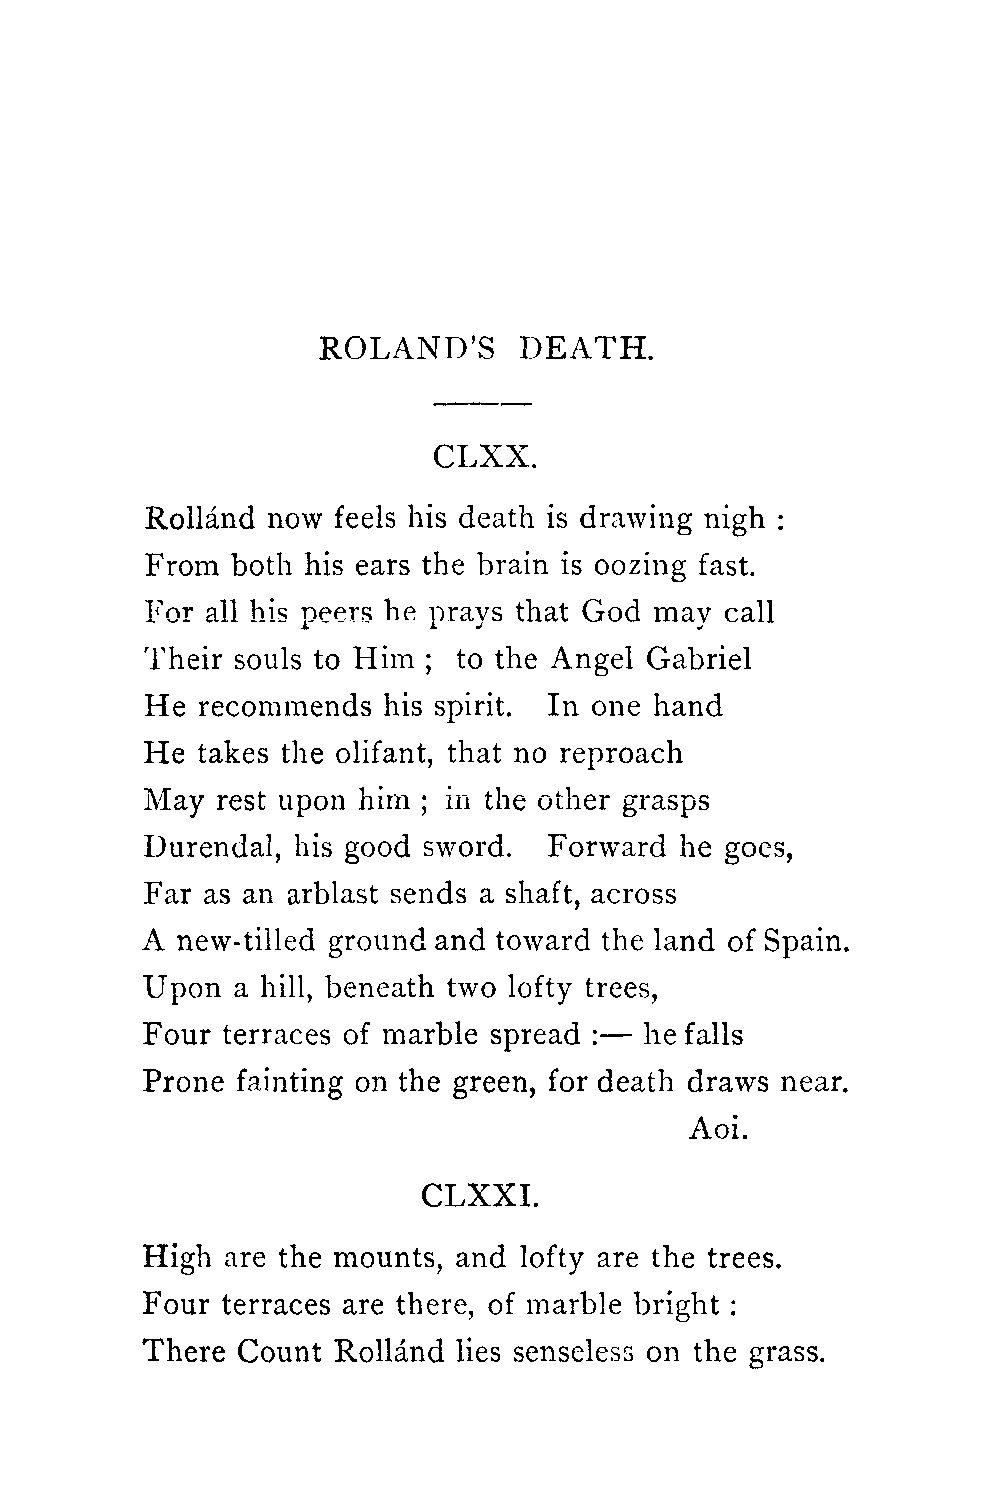 ROLAND'S DEATH.
CLXX.
Rollánd now feels his death is drawing nigh :
From both his ears the brain is oozing fast.
For all his peers he prays that God may call
Their souls to Him ; to the Angel Gabriel
He recommends his spirit. In one hand
He takes the olifant, that no reproach
May rest upon him ; in the other grasps
Durendal, his good sword. Forward he goes,
Far as an arblast sends a shaft, across
A new-tilled ground and toward the land of Spain.
Upon a hill, beneath two lofty trees,
Four terraces of marble spread :— he falls
Prone fainting on the green, for death draws near.
Aoi.
CLXXI.
High are the mounts, and lofty are the trees.
Four terraces are there, of marble bright :
There Count Rollánd lies senseless on the grass.